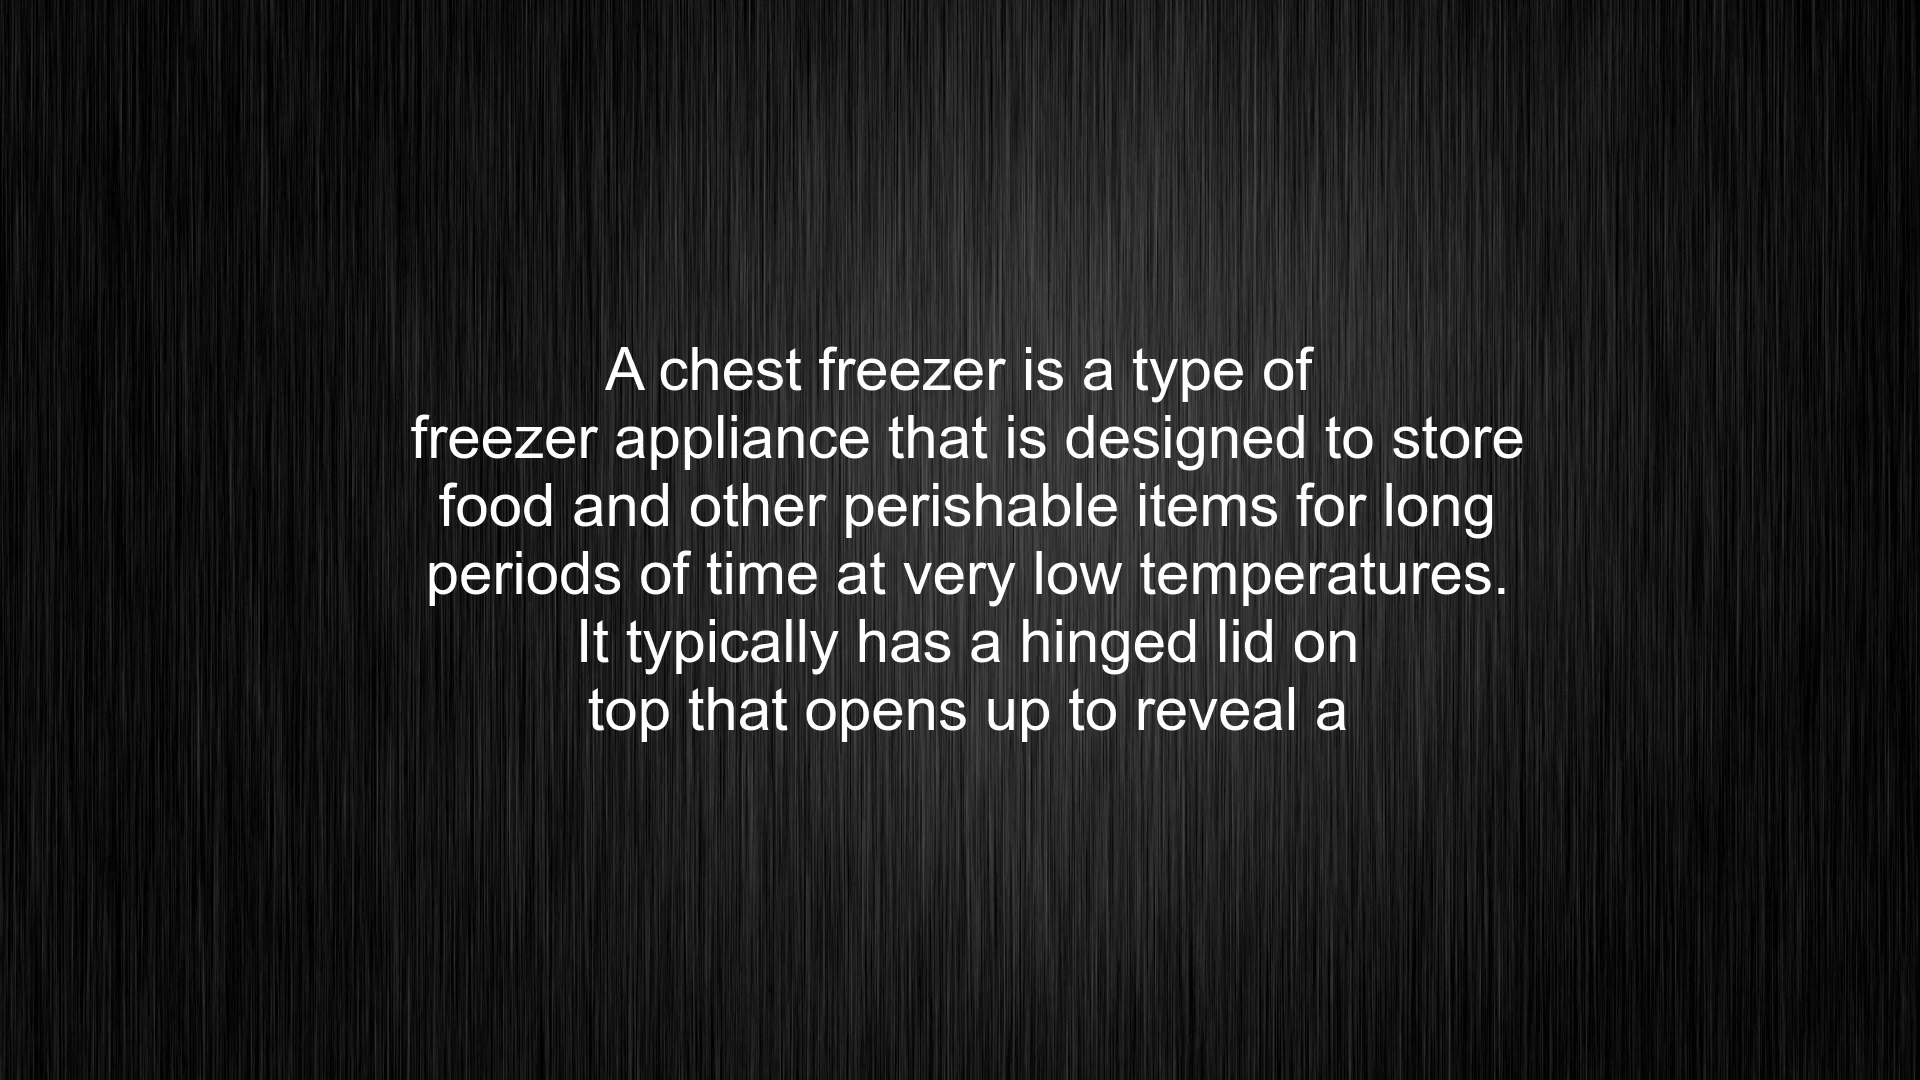 A chest freezer is a type of
freezer appliance that is designed to store
food and other perishable items for long
periods of time at very low temperatures.
It typically has a hinged lid on
top that opens up to reveal a